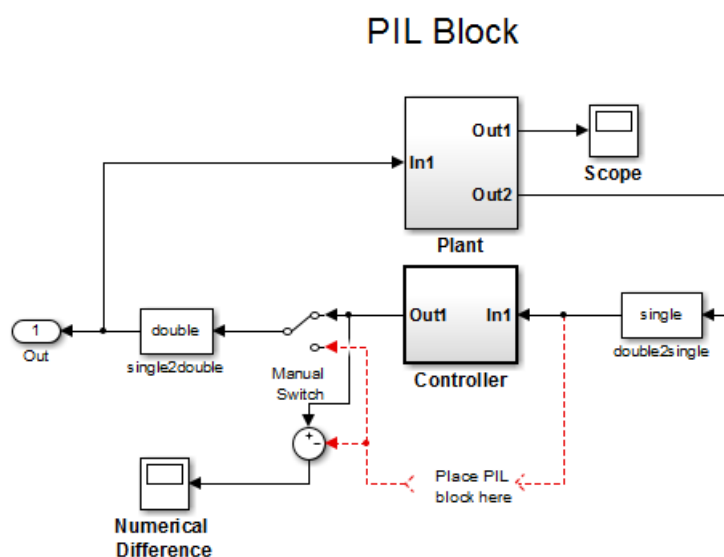 PIL Block
Out1
In1
Out2
Plant
Scope
1
Out
double
single2double
Manual
Switch
Out1
In1
Controller
single
double2single
+
−
Place PIL
block here
Numerical
Difference